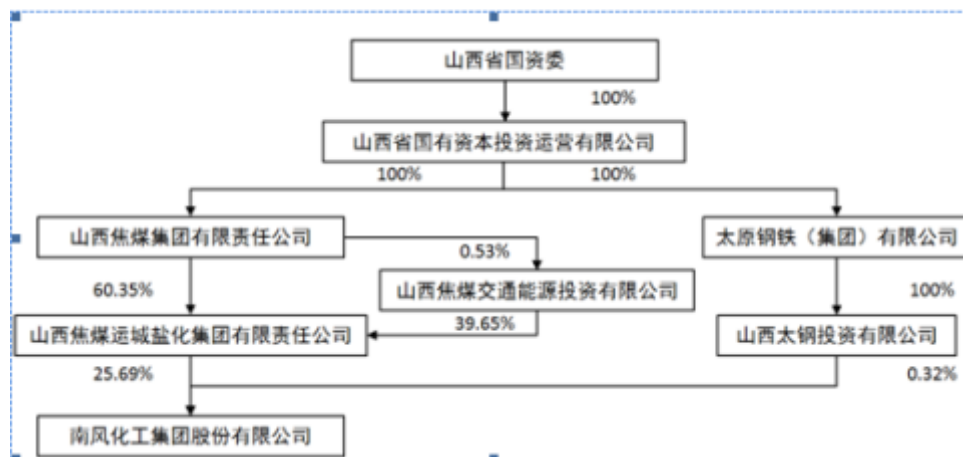 山西省国资委
100%
山西省国有资本投资运营有限公司
100%
100%
山西焦煤集团有限责任公司
太原钢铁（集团）有限公司
0.53%
60.35%
山西焦煤交通能源投资有限公司
100%
39.65%
山西焦煤运城盐化集团有限责任公司
山西太钢投资有限公司
25.69%
0.32%
南风化工集团股份有限公司